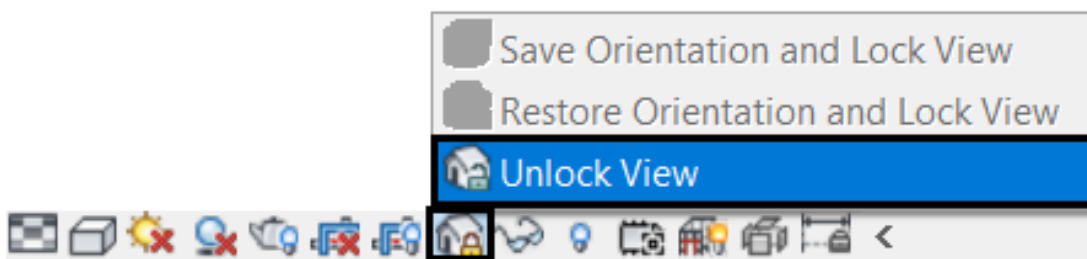 Save Orientation and Lock View
Restore Orientation and Lock View
Unlock View